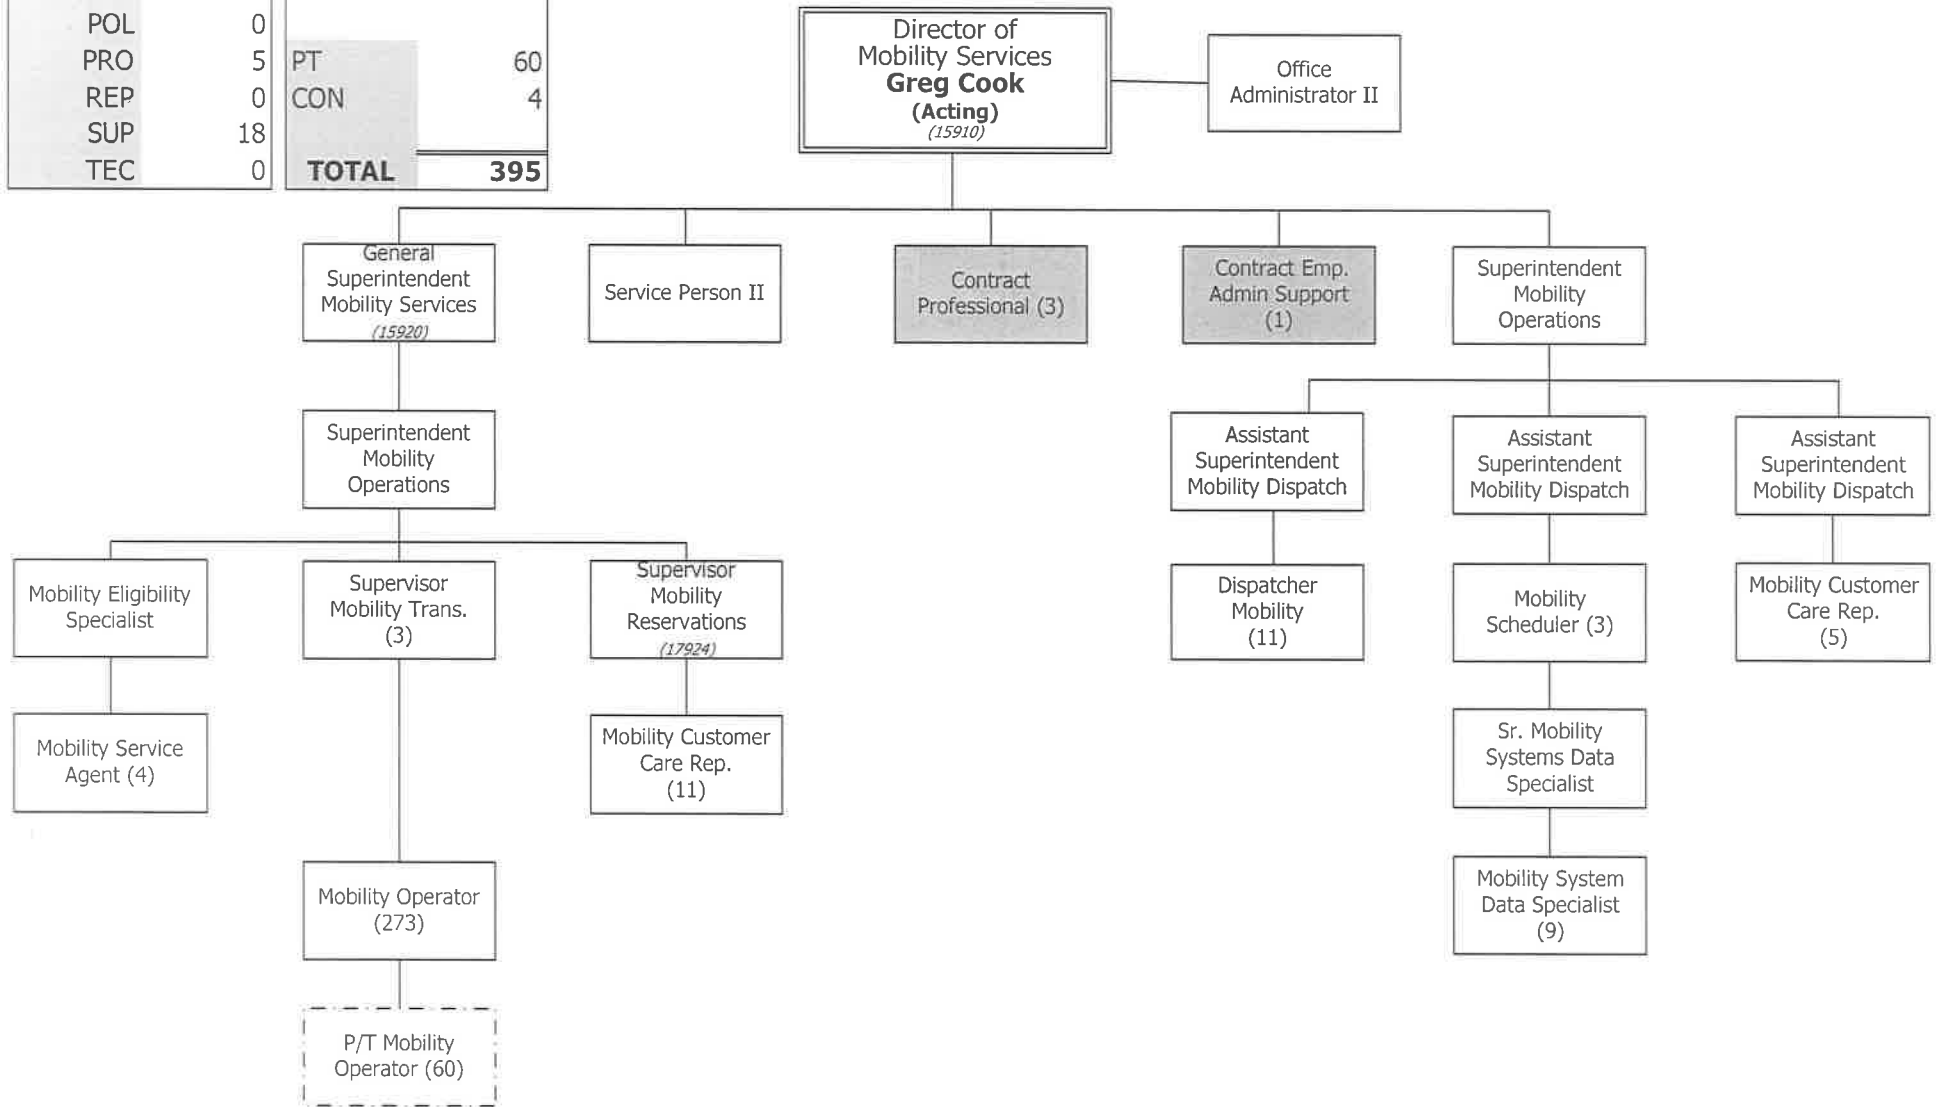 POL 0
PRO 5
REP 0
SUP 18
TEC 0
PT 60
CON 4
TOTAL 395
Director of
Mobility Services
Greg Cook
(Acting)
(15910)
Office
Administrator II
General
Superintendent
Mobility Services
(15920)
Service Person II
Contract
Professional (3)
Contract Emp.
Admin Support
(1)
Superintendent
Mobility
Operations
Superintendent
Mobility
Operations
Assistant
Superintendent
Mobility Dispatch
Assistant
Superintendent
Mobility Dispatch
Assistant
Superintendent
Mobility Dispatch
Mobility Eligibility
Specialist
Supervisor
Mobility Trans.
(3)
Supervisor
Mobility
Reservations
(17924)
Dispatcher
Mobility
(11)
Mobility
Scheduler (3)
Mobility Customer
Care Rep.
(5)
Mobility Service
Agent (4)
Mobility Customer
Care Rep.
(11)
Sr. Mobility
Systems Data
Specialist
Mobility Operator
(273)
Mobility System
Data Specialist
(9)
P/T Mobility
Operator (60)